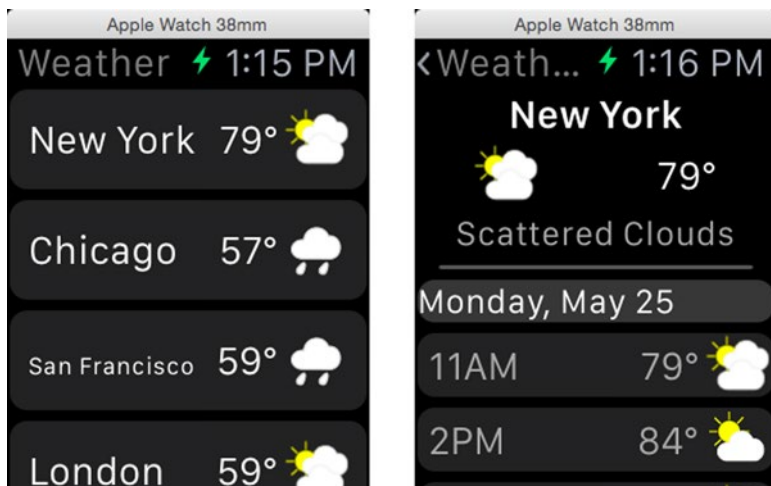 Apple Watch 38mm
Weather 1:15 PM
New York 79°
Chicago 57°
San Francisco 59°
London 59°
Apple Watch 38mm
<Weath... 1:16 PM
New York
79°
Scattered Clouds
Monday, May 25
11AM 79°
2PM 84°